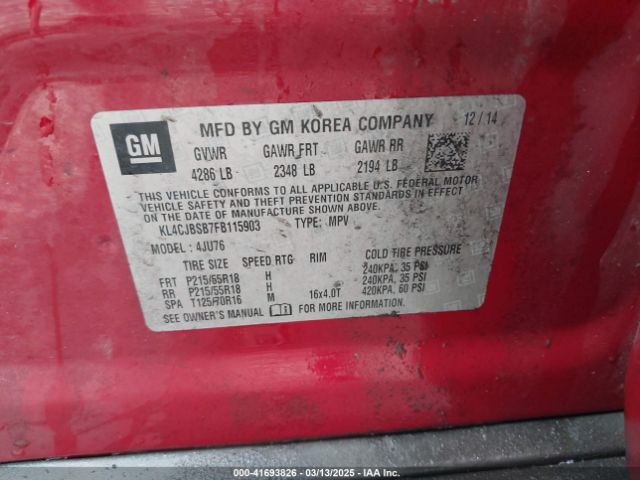 GM
MFD BY GM KOREA COMPANY 12 / 14
GVWR GAWR FRT GAWR RR
4286 LB 2348 LB 2194 LB
THIS VEHICLE CONFORMS TO ALL APPLICABLE U.S. FEDERAL MOTOR
VEHICLE SAFETY AND THEFT PREVENTION STANDARDS IN EFFECT
ON THE DATE OF MANUFACTURE SHOWN ABOVE.
KL4CJBSB7FB115903 TYPE: MPV
MODEL: 4JU76
TIRE SIZE SPEED RTG RIM COLD TIRE PRESSURE
FRT P215/55R18 H 240KPA, 35 PSI
RR P215/55R18 H 240KPA, 35 PSI
SPA T125/70R16 M 16x4.0T 420KPA, 60 PSI
SEE OWNER'S MANUAL FOR MORE INFORMATION.
STOCK: 41693826 — 03/13/2025 — IAA Inc.